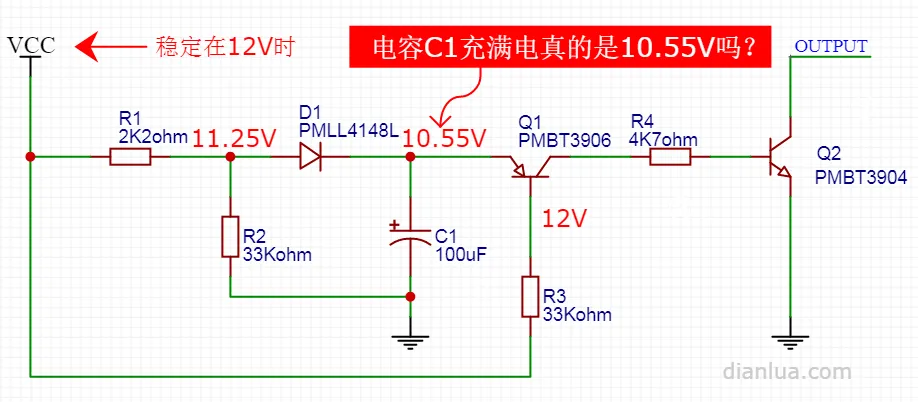 VCC
稳定在12V时
电容C1充满电真的是10.55V吗?
OUTPUT
R1
2K2ohm
11.25V
D1
PMLL4148L
10.55V
Q1
PMBT3906
R4
4K7ohm
Q2
PMBT3904
12V
R2
33Kohm
+
C1
100uF
R3
33Kohm
dianlua.com